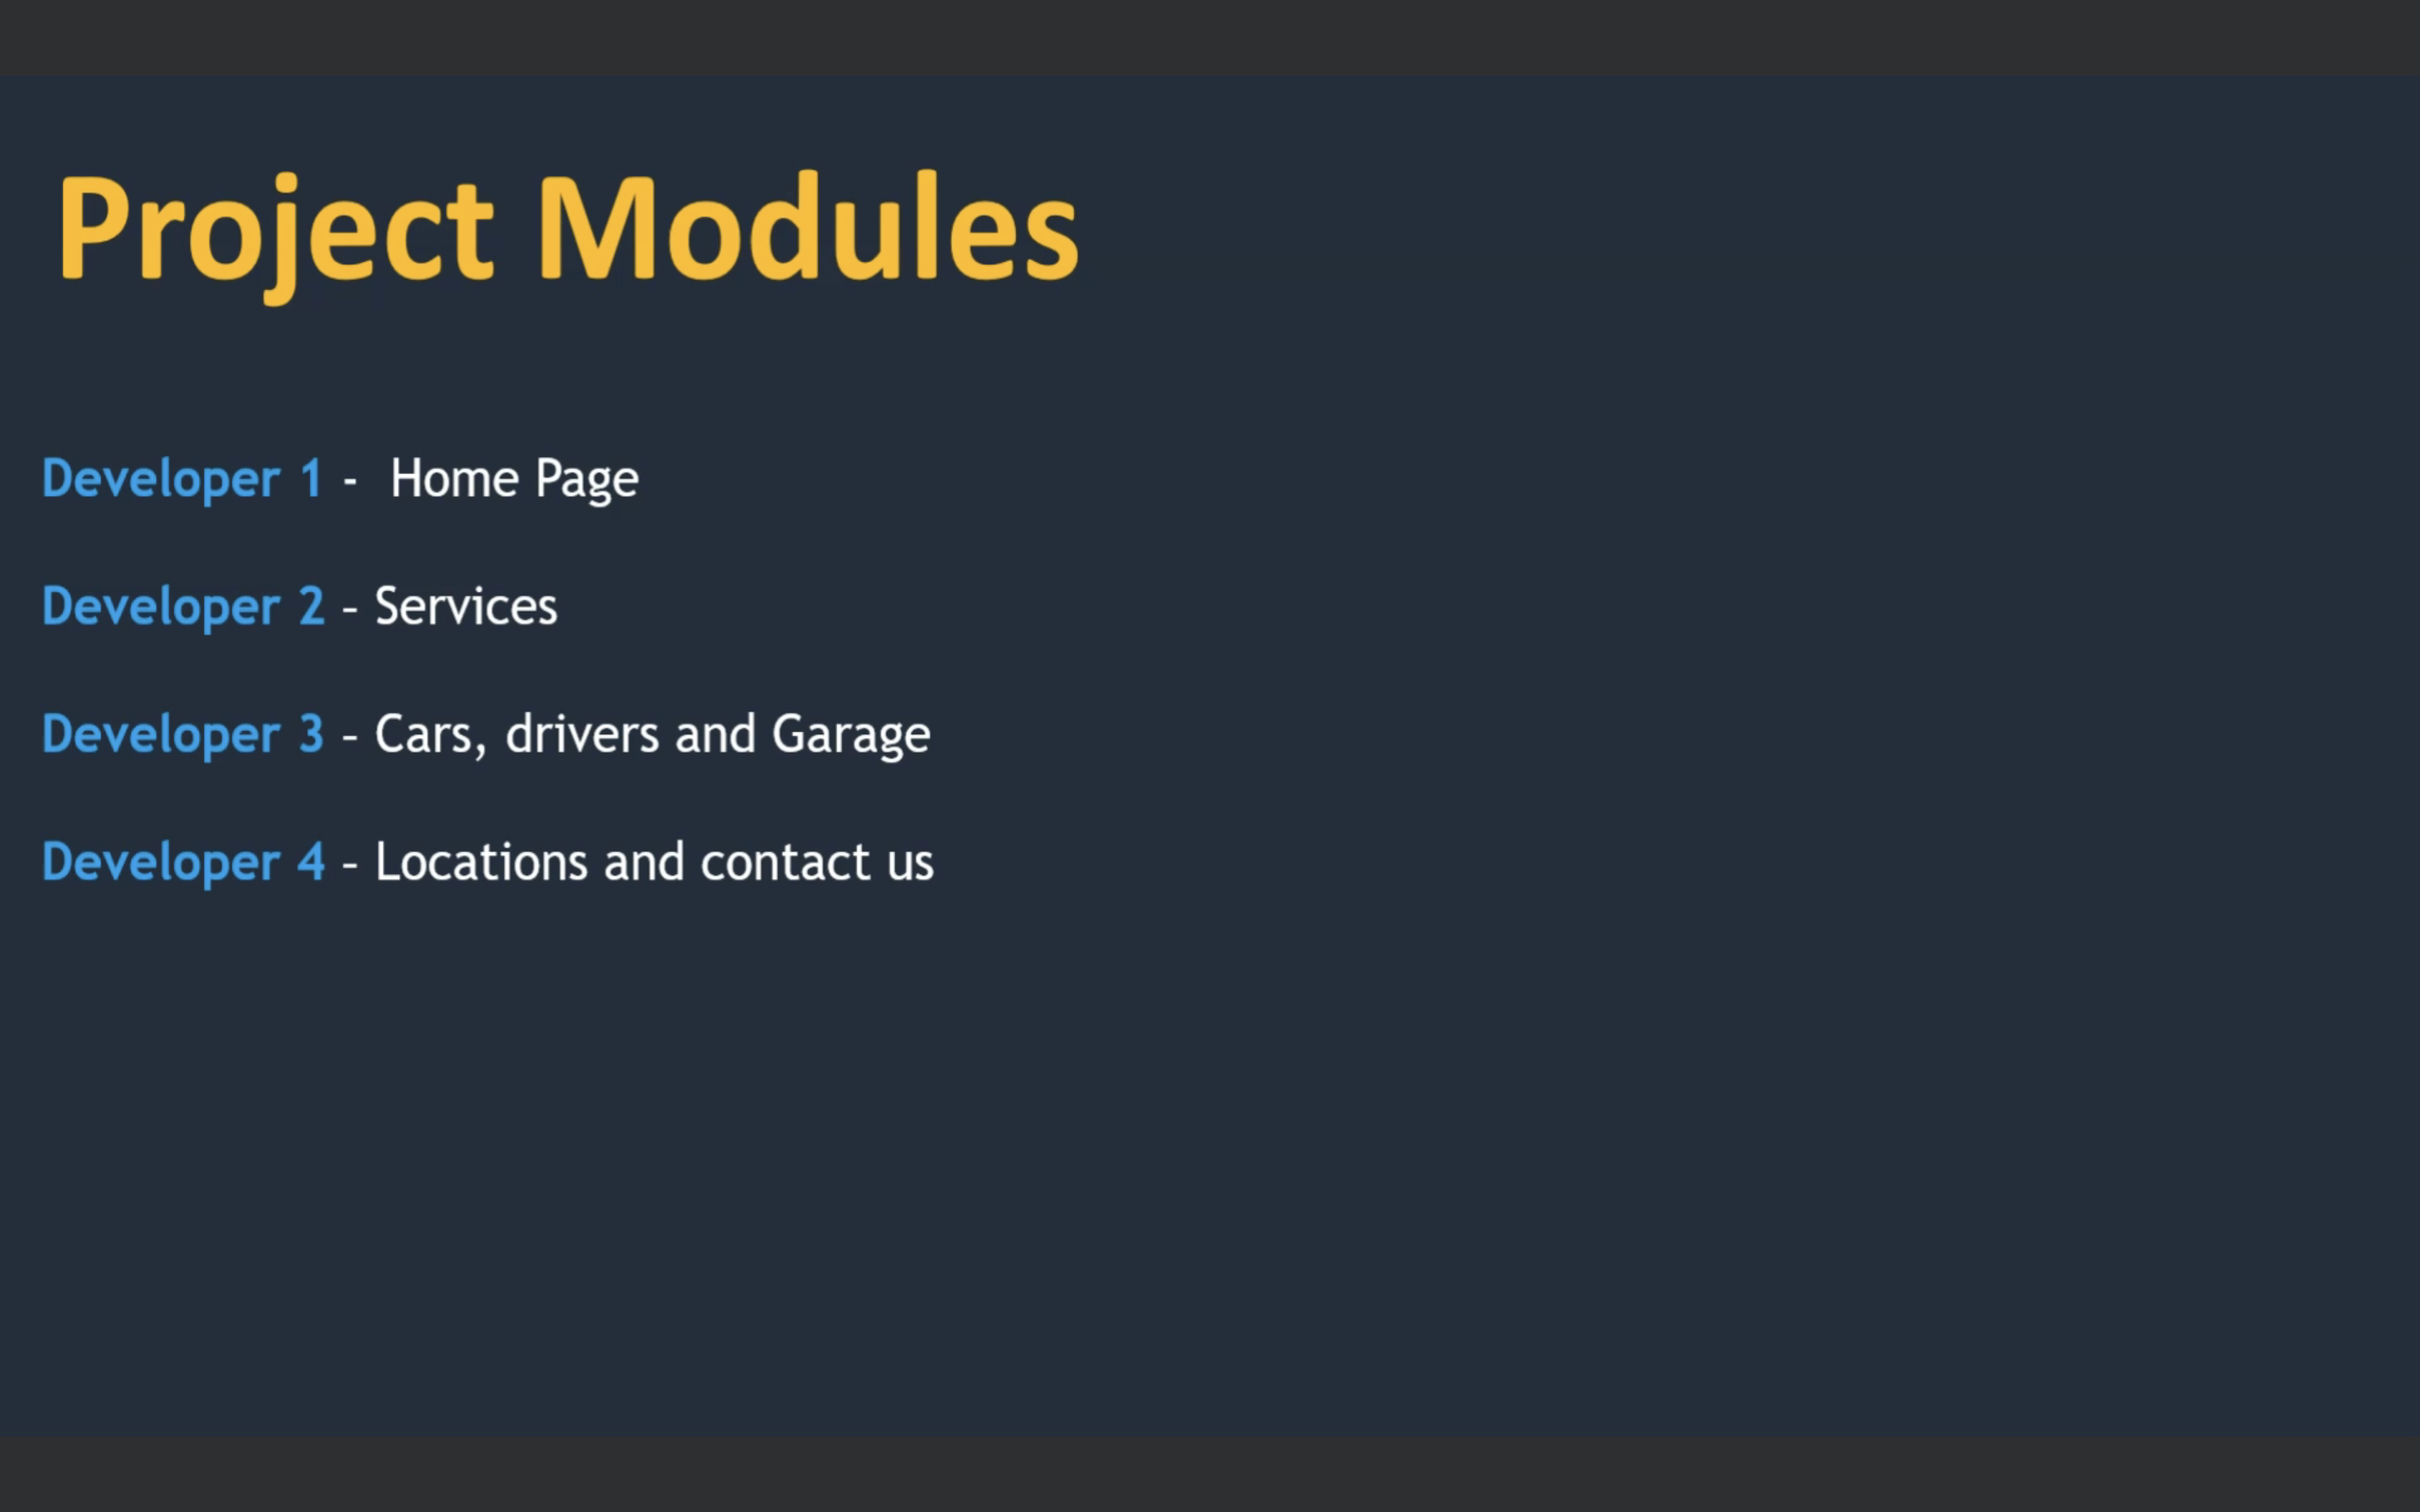 Project Modules
Developer 1 - Home Page
Developer 2 - Services
Developer 3 - Cars, drivers and Garage
Developer 4 - Locations and contact us